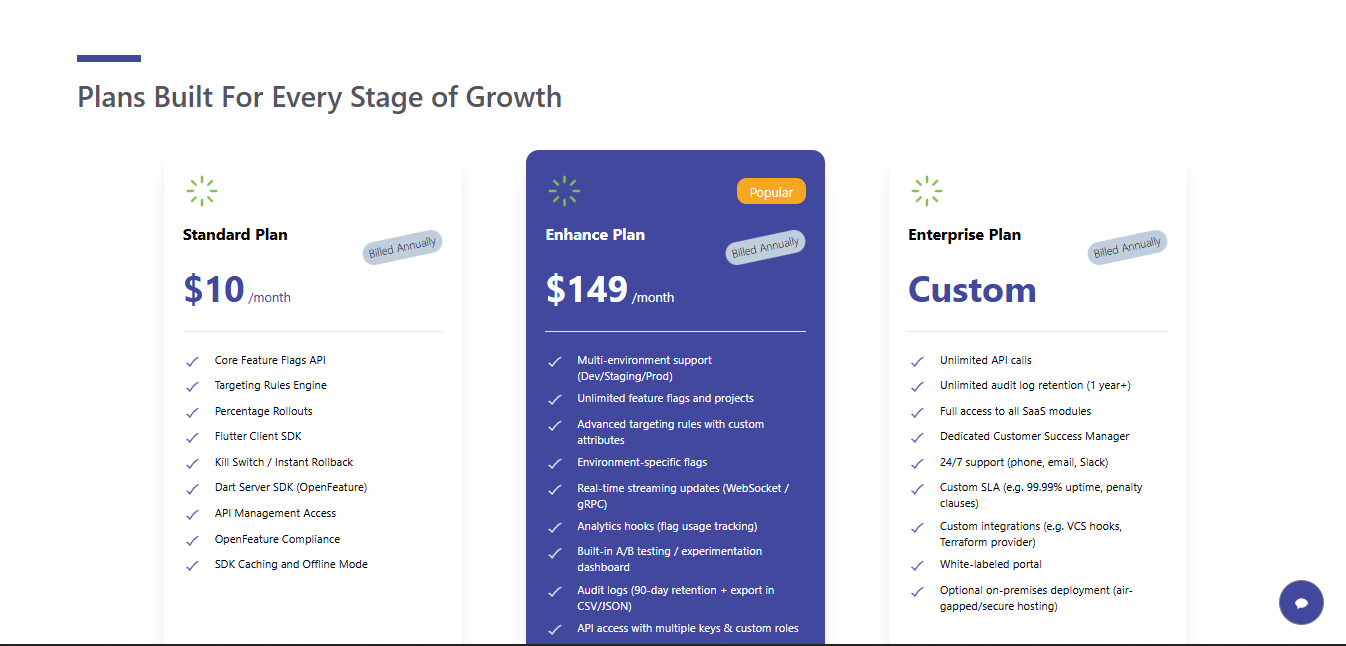 Plans Built For Every Stage of Growth
Standard Plan
Billed Annually
$10 /month
Core Feature Flags API
Targeting Rules Engine
Percentage Rollouts
Flutter Client SDK
Kill Switch / Instant Rollback
Dart Server SDK (OpenFeature)
API Management Access
OpenFeature Compliance
SDK Caching and Offline Mode
Popular
Enhance Plan
Billed Annually
$149 /month
Multi-environment support
(Dev/Staging/Prod)
Unlimited feature flags and projects
Advanced targeting rules with custom
attributes
Environment-specific flags
Real-time streaming updates (WebSocket /
gRPC)
Analytics hooks (flag usage tracking)
Built-in A/B testing / experimentation
dashboard
Audit logs (90-day retention + export in
CSV/JSON)
API access with multiple keys & custom roles
Enterprise Plan
Billed Annually
Custom
Unlimited API calls
Unlimited audit log retention (1 year+)
Full access to all SaaS modules
Dedicated Customer Success Manager
24/7 support (phone, email, Slack)
Custom SLA (e.g. 99.99% uptime, penalty
clauses)
Custom integrations (e.g. VCS hooks,
Terraform provider)
White-labeled portal
Optional on-premises deployment (air-
gapped/secure hosting)